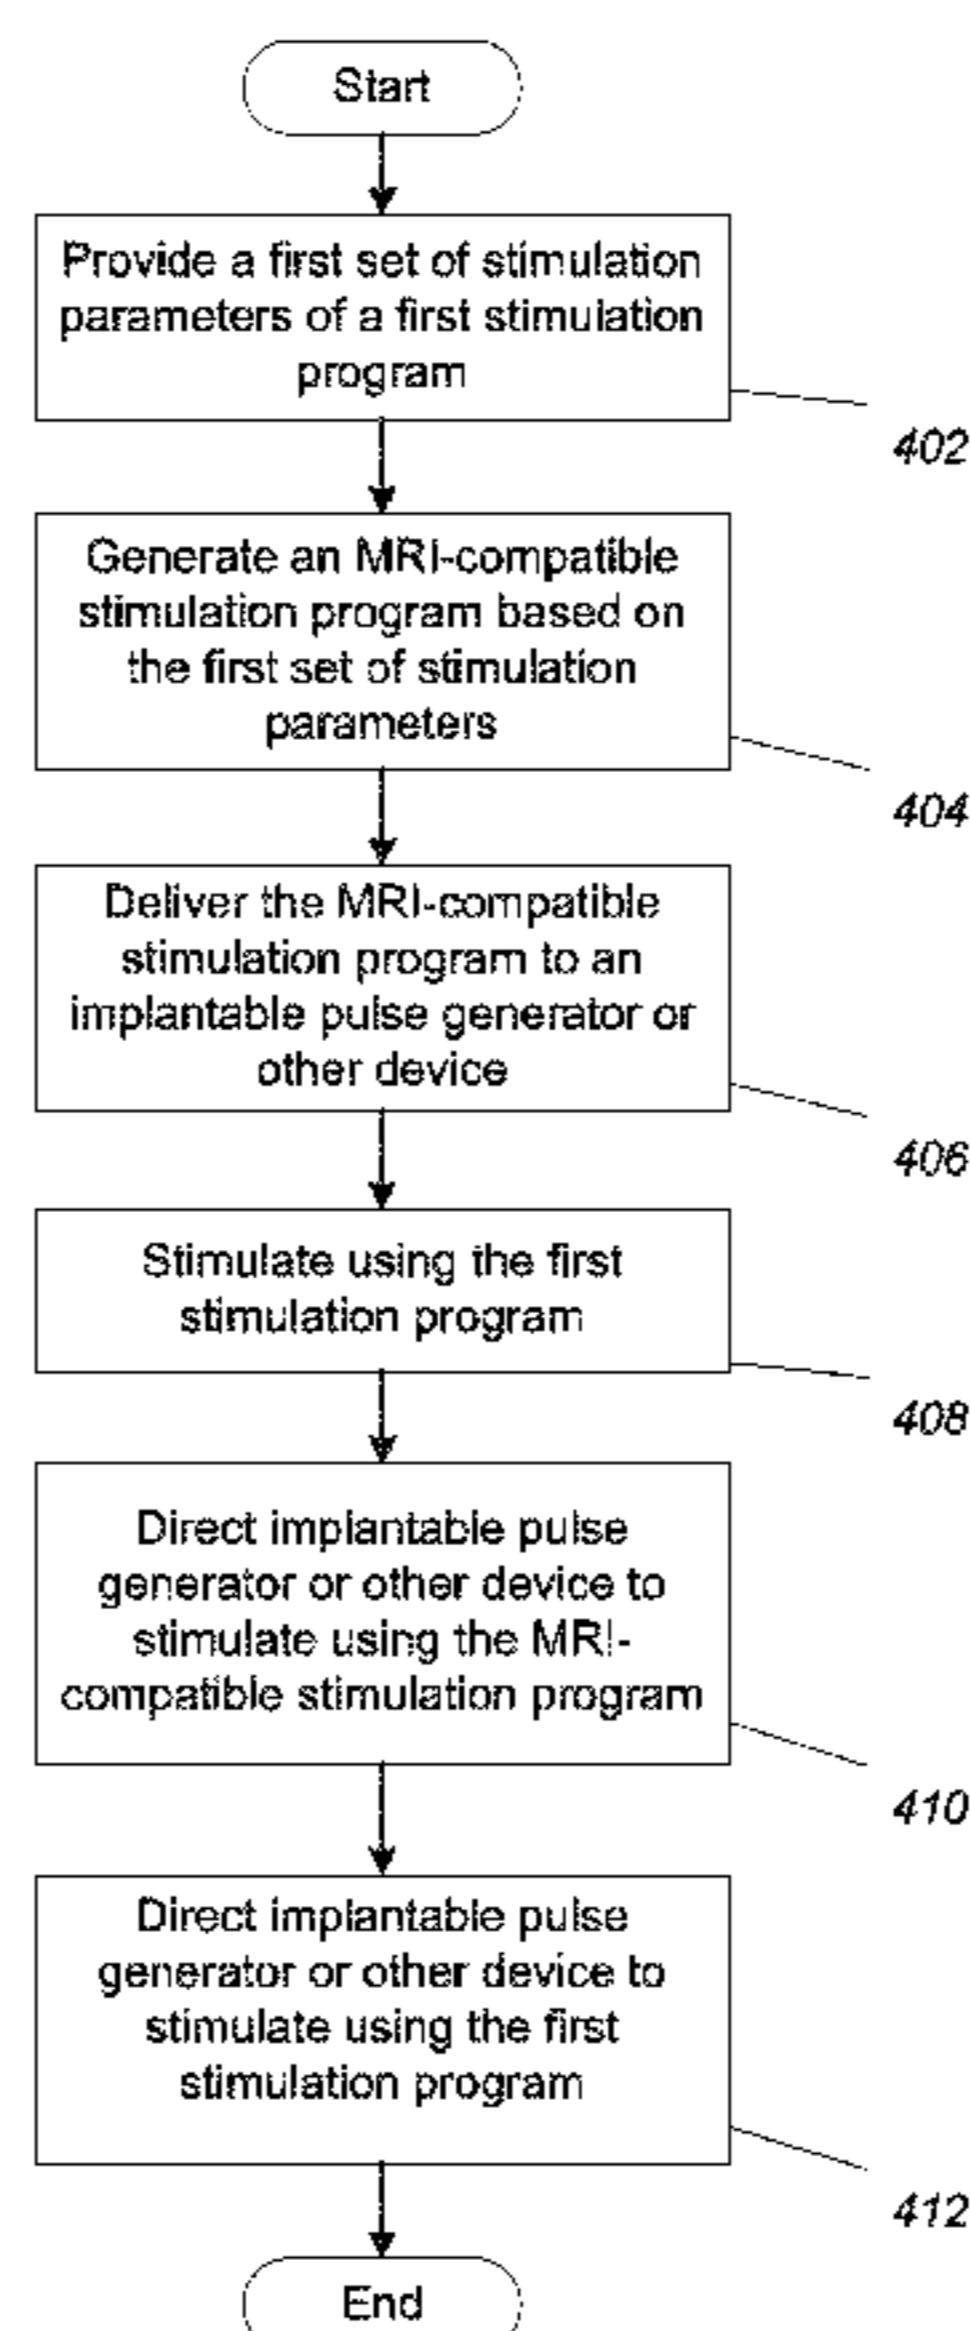 Start
Provide a first set of stimulation
parameters of a first stimulation
program
402
Generate an MRI-compatible
stimulation program based on
the first set of stimulation
parameters
404
Deliver the MRI-compatible
stimulation program to an
implantable pulse generator or
other device
406
Stimulate using the first
stimulation program
408
Direct implantable pulse
generator or other device to
stimulate using the MRI-
compatible stimulation program
410
Direct implantable pulse
generator or other device to
stimulate using the first
stimulation program
412
End